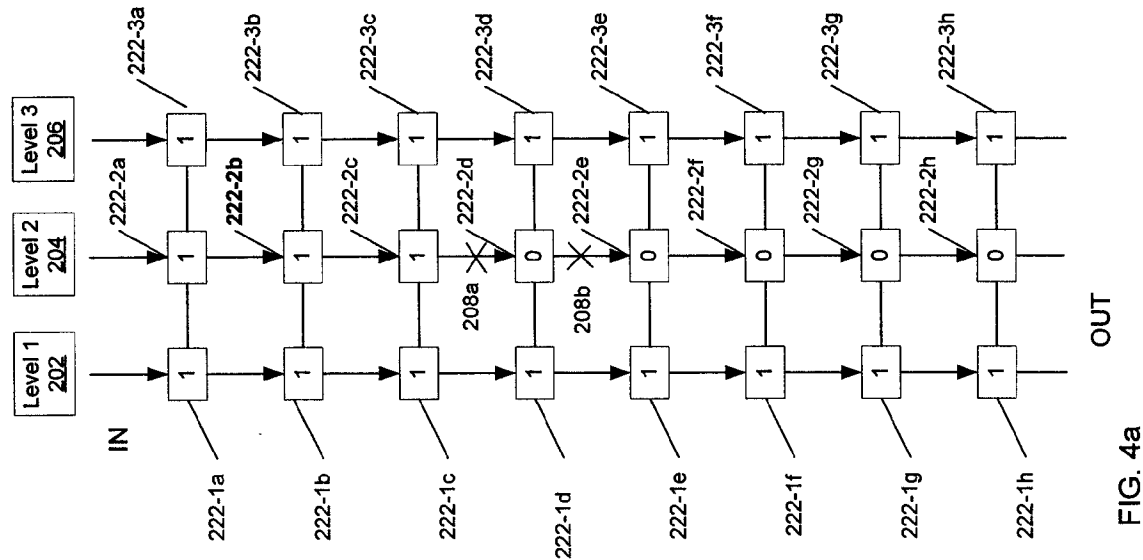 Level 1
202
Level 2
204
Level 3
206
IN
222-1a
222-2a
222-3a
1
1
1
222-1b
222-2b
222-3b
1
1
1
222-1c
222-2c
222-3c
1
1
1
208a
222-1d
222-2d
222-3d
1
0
1
208b
222-1e
222-2e
222-3e
1
0
1
222-1f
222-2f
222-3f
1
0
1
222-1g
222-2g
222-3g
1
0
1
222-1h
222-2h
222-3h
1
0
1
OUT
FIG. 4a